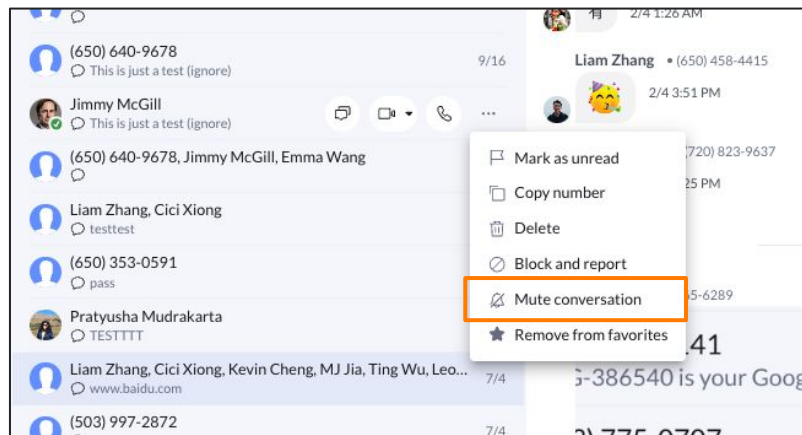 (650) 640-9678
This is just a test (ignore)
9/16
Jimmy McGill
This is just a test (ignore)
(650) 640-9678, Jimmy McGill, Emma Wang
Liam Zhang, Cici Xiong
testtest
(650) 353-0591
pass
Pratyusha Mudrakarta
TESTTTT
Liam Zhang, Cici Xiong, Kevin Cheng, MJ Jia, Ting Wu, Leo...
7/4
www.baidu.com
(503) 997-2872
7/4
Mark as unread
Copy number
Delete
Block and report
Mute conversation
Remove from favorites
有
2/4 1:26 AM
Liam Zhang • (650) 458-4415
2/4 3:51 PM
(720) 823-9637
25 PM
5-6289
41
G-386540 is your Goog